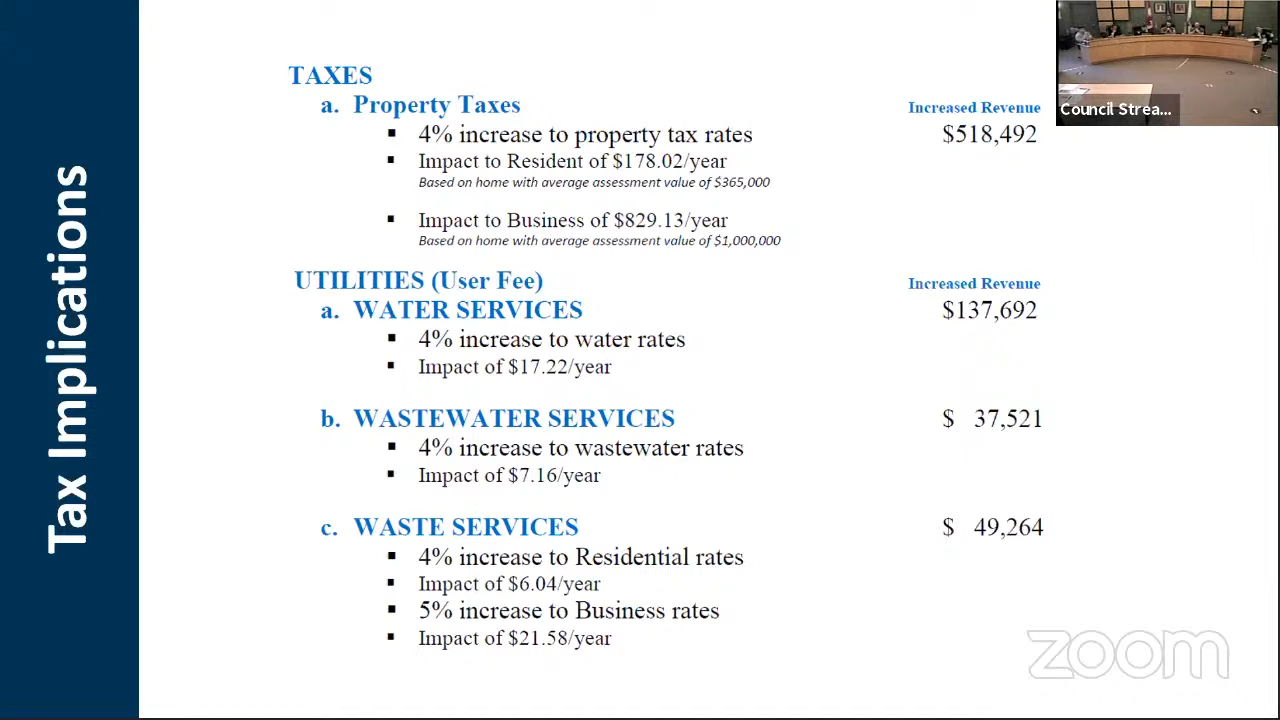 Tax Implications
TAXES
a. Property Taxes
Increased Revenue
▪ 4% increase to property tax rates
$518,492
▪ Impact to Resident of $178.02/year
Based on home with average assessment value of $365,000
▪ Impact to Business of $829.13/year
Based on home with average assessment value of $1,000,000
UTILITIES (User Fee)
Increased Revenue
a. WATER SERVICES
$137,692
▪ 4% increase to water rates
▪ Impact of $17.22/year
b. WASTEWATER SERVICES
$ 37,521
▪ 4% increase to wastewater rates
▪ Impact of $7.16/year
c. WASTE SERVICES
$ 49,264
▪ 4% increase to Residential rates
▪ Impact of $6.04/year
▪ 5% increase to Business rates
▪ Impact of $21.58/year
Council Strea...
zoom